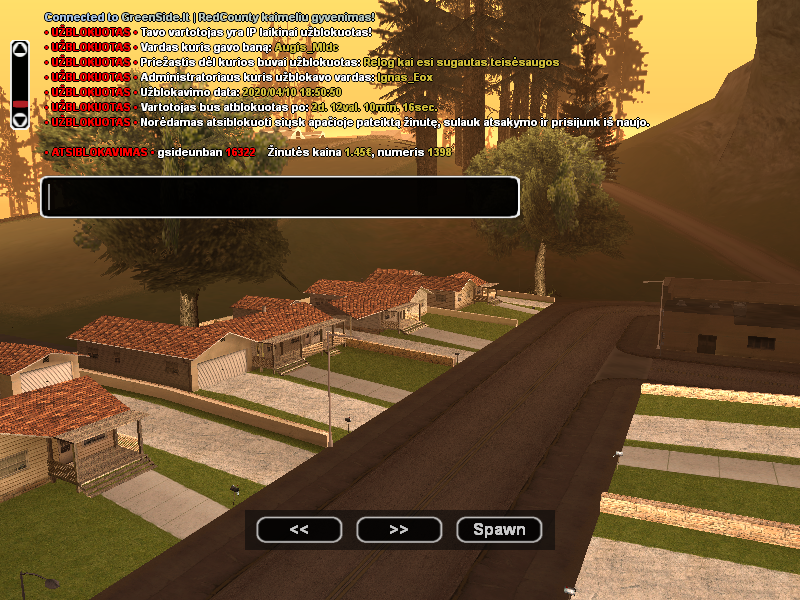 Connected to GreenSide.lt | RedCounty kaimeliu gyvenimas!
• UŽBLOKUOTAS • Tavo vartotojas yra IP laikinai užblokuotas!
• UŽBLOKUOTAS • Vardas kuris gavo baną: Augis_Mldc
• UŽBLOKUOTAS • Priežastis dėl kurios buvai užblokuotas: Relog kai esi sugautas.teisėsaugos
• UŽBLOKUOTAS • Administratoriaus kuris užblokavo vardas: Ignas_Eox
• UŽBLOKUOTAS • Užblokavimo data: 2020/04/10 18:50:50
• UŽBLOKUOTAS • Vartotojas bus atblokuotas po: 2d. 12val. 10min. 16sec.
• UŽBLOKUOTAS • Norėdamas atsiblokuoti siųsk apačioje pateiktą žinutę, sulauk atsakymo ir prisijunk iš naujo.
• ATSIBLOKAVIMAS • gsideunban 16322 Žinutės kaina 1.45€, numeris 1398
<< >> Spawn